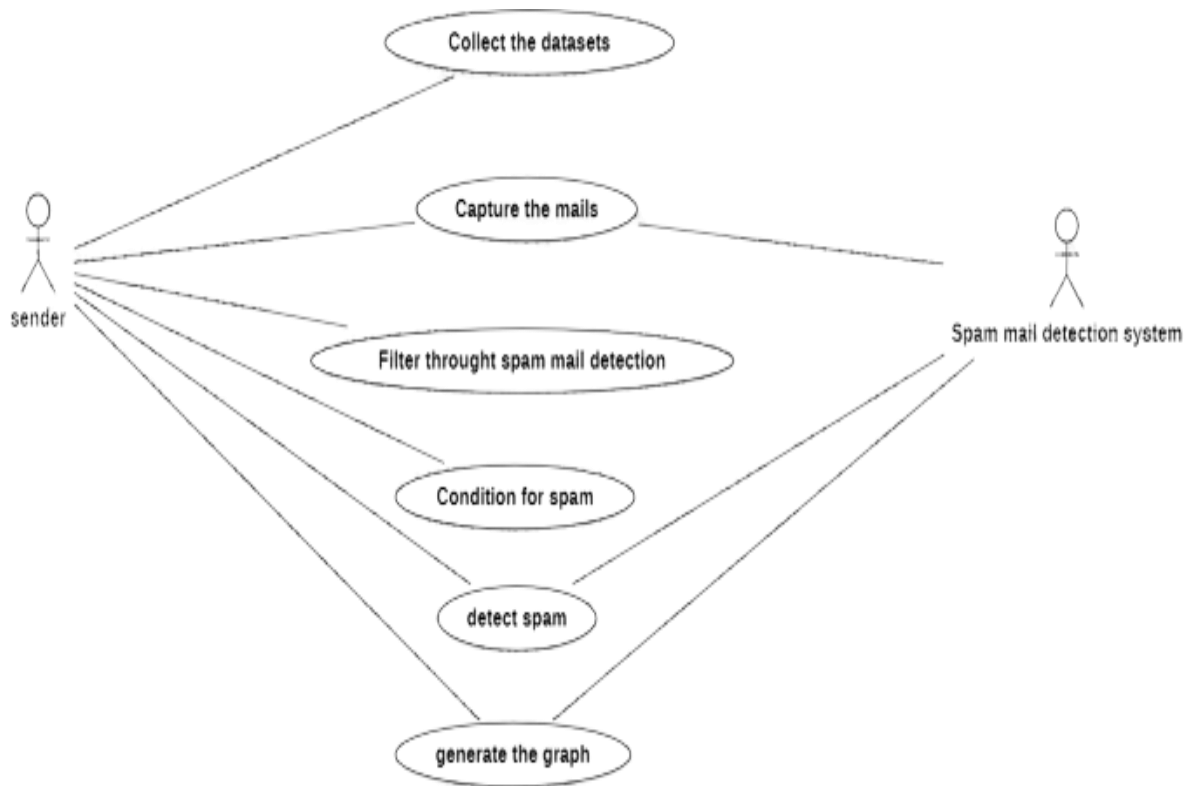 Collect the datasets
Capture the mails
sender
Spam mail detection system
Filter throught spam mail detection
Condition for spam
detect spam
generate the graph